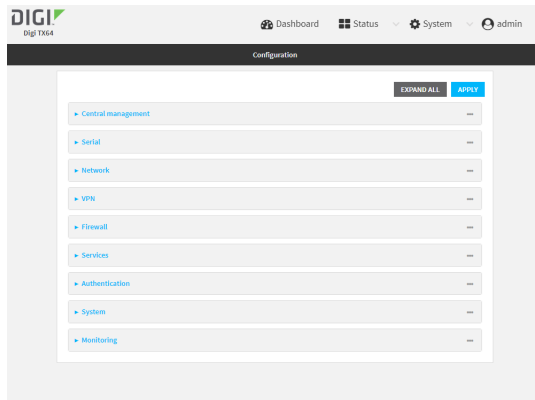 DIGI
Digi TX64
Dashboard Status System admin
Configuration
EXPAND ALL APPLY
Central management
Serial
Network
VPN
Firewall
Services
Authentication
System
Monitoring